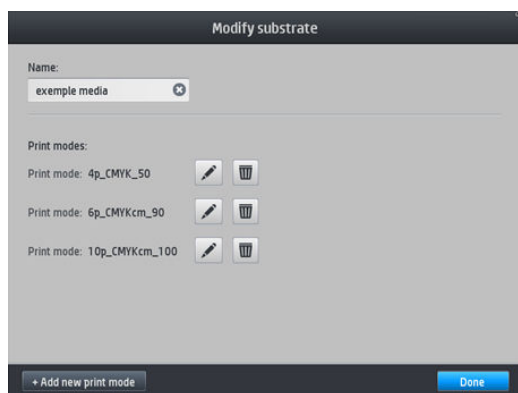 Modify substrate
Name:
exemple media
Print modes:
Print mode: 4p_CMYK_50
Print mode: 6p_CMYKcm_90
Print mode: 10p_CMYKcm_100
+ Add new print mode
Done